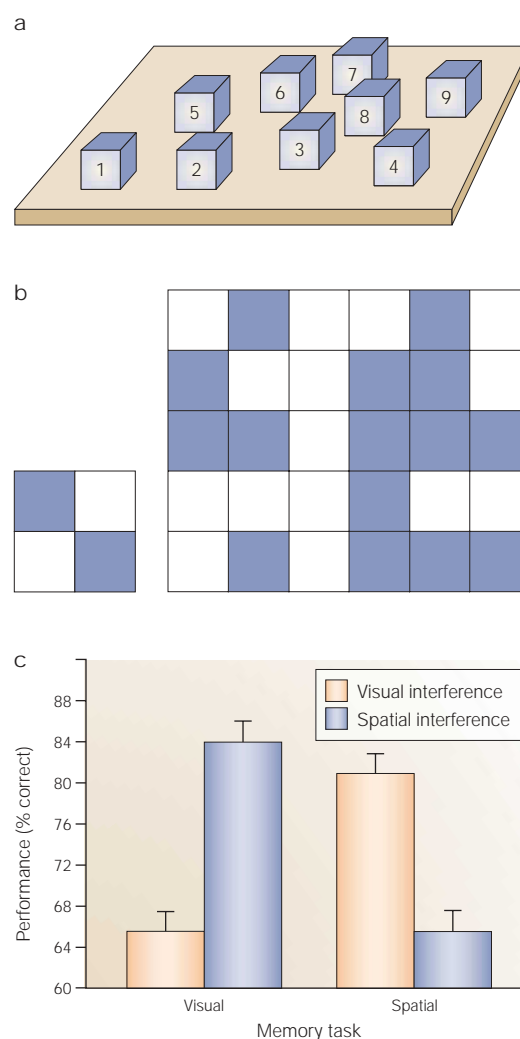 a
7
6
9
5
8
3
1
2
4
b
c
Visual interference
Spatial interference
88
84
80
76
72
68
64
60
Performance (% correct)
Visual
Spatial
Memory task